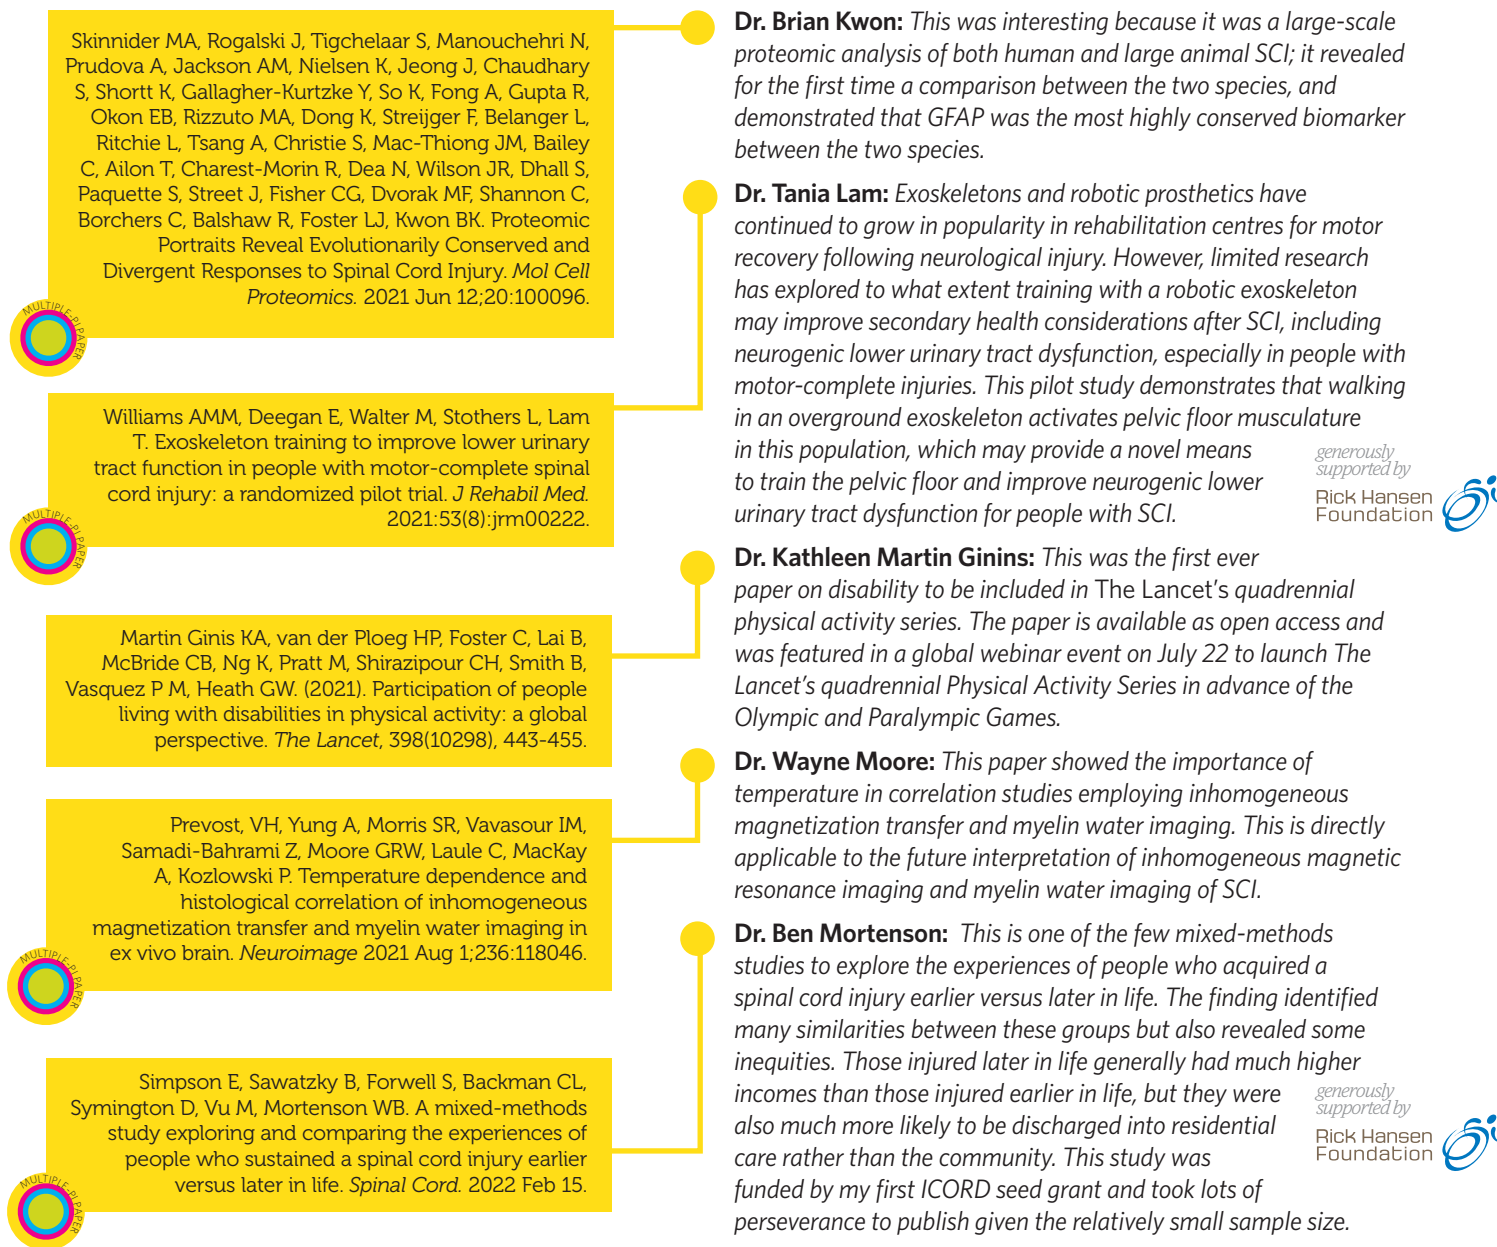 Skinnider MA, Rogalski J, Tigchelaar S, Manouchehri N,
Prudova A, Jackson AM, Nielsen K, Jeong J, Chaudhary
S, Shortt K, Gallagher-Kurtzke Y, So K, Fong A, Gupta R,
Okon EB, Rizzuto MA, Dong K, Streijger F, Belanger L,
Ritchie L, Tsang A, Christie S, Mac-Thiong JM, Bailey
C, Ailon T, Charest-Morin R, Dea N, Wilson JR, Dhall S,
Paquette S, Street J, Fisher CG, Dvorak MF, Shannon C,
Borchers C, Balshaw R, Foster LJ, Kwon BK. Proteomic
Portraits Reveal Evolutionarily Conserved and
Divergent Responses to Spinal Cord Injury. Mol Cell
Proteomics. 2021 Jun 12;20:100096.
MULTIPLE-PI PAPER
Dr. Brian Kwon: This was interesting because it was a large-scale
proteomic analysis of both human and large animal SCI; it revealed
for the first time a comparison between the two species, and
demonstrated that GFAP was the most highly conserved biomarker
between the two species.
Williams AMM, Deegan E, Walter M, Stothers L, Lam
T. Exoskeleton training to improve lower urinary
tract function in people with motor-complete spinal
cord injury: a randomized pilot trial. J Rehabil Med.
2021:53(8):jrm00222.
MULTIPLE-PI PAPER
Dr. Tania Lam: Exoskeletons and robotic prosthetics have
continued to grow in popularity in rehabilitation centres for motor
recovery following neurological injury. However, limited research
has explored to what extent training with a robotic exoskeleton
may improve secondary health considerations after SCI, including
neurogenic lower urinary tract dysfunction, especially in people with
motor-complete injuries. This pilot study demonstrates that walking
in an overground exoskeleton activates pelvic floor musculature
in this population, which may provide a novel means
to train the pelvic floor and improve neurogenic lower
urinary tract dysfunction for people with SCI.
generously
supported by
Rick Hansen
Foundation
Martin Ginis KA, van der Ploeg HP, Foster C, Lai B,
McBride CB, Ng K, Pratt M, Shirazipour CH, Smith B,
Vasquez P M, Heath GW. (2021). Participation of people
living with disabilities in physical activity: a global
perspective. The Lancet, 398(10298), 443-455.
Dr. Kathleen Martin Ginins: This was the first ever
paper on disability to be included in The Lancet's quadrennial
physical activity series. The paper is available as open access and
was featured in a global webinar event on July 22 to launch The
Lancet's quadrennial Physical Activity Series in advance of the
Olympic and Paralympic Games.
Prevost, VH, Yung A, Morris SR, Vavasour IM,
Samadi-Bahrami Z, Moore GRW, Laule C, MacKay
A, Kozlowski P. Temperature dependence and
histological correlation of inhomogeneous
magnetization transfer and myelin water imaging in
ex vivo brain. Neuroimage 2021 Aug 1;236:118046.
MULTIPLE-PI PAPER
Dr. Wayne Moore: This paper showed the importance of
temperature in correlation studies employing inhomogeneous
magnetization transfer and myelin water imaging. This is directly
applicable to the future interpretation of inhomogeneous magnetic
resonance imaging and myelin water imaging of SCI.
Simpson E, Sawatzky B, Forwell S, Backman CL,
Symington D, Vu M, Mortenson WB. A mixed-methods
study exploring and comparing the experiences of
people who sustained a spinal cord injury earlier
versus later in life. Spinal Cord. 2022 Feb 15.
MULTIPLE-PI PAPER
Dr. Ben Mortenson: This is one of the few mixed-methods
studies to explore the experiences of people who acquired a
spinal cord injury earlier versus later in life. The finding identified
many similarities between these groups but also revealed some
inequities. Those injured later in life generally had much higher
incomes than those injured earlier in life, but they were
also much more likely to be discharged into residential
care rather than the community. This study was
funded by my first ICORD seed grant and took lots of
perseverance to publish given the relatively small sample size.
generously
supported by
Rick Hansen
Foundation